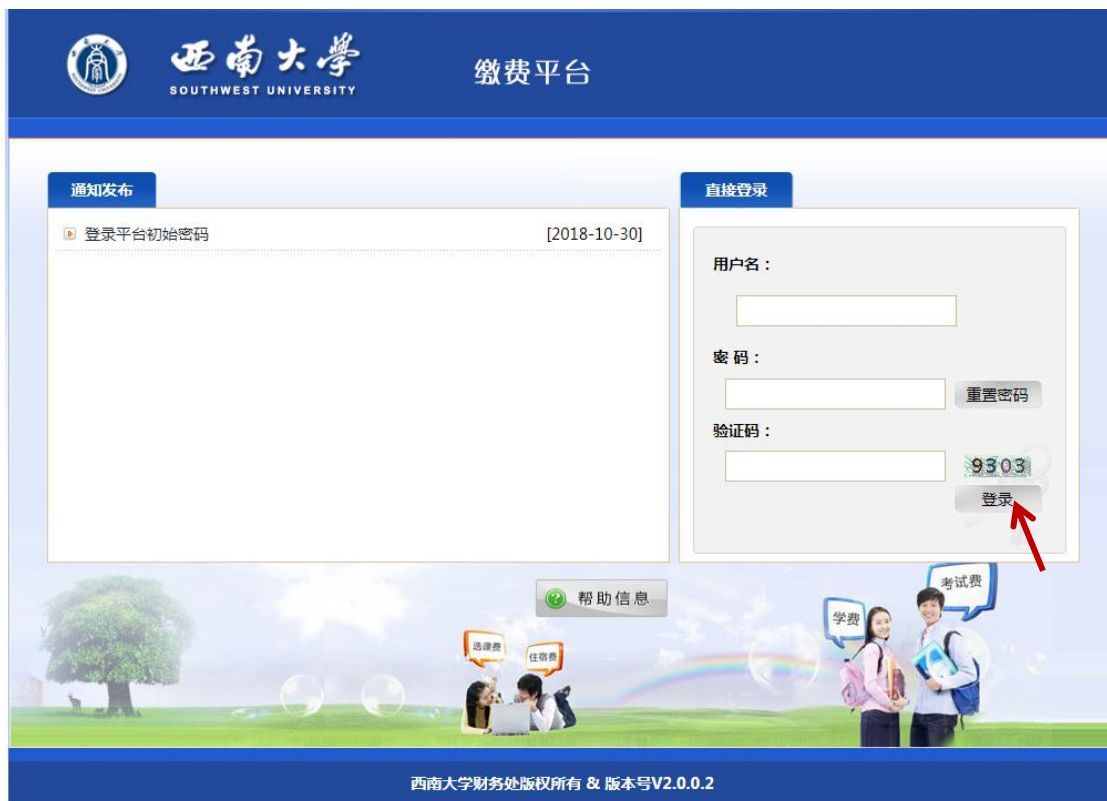 西南大学
SOUTHWEST UNIVERSITY
缴费平台
通知发布
登录平台初始密码 [2018-10-30]
直接登录
用户名：
密 码：
重置密码
验证码：
9303
登录
帮助信息
选课费
住宿费
学费
考试费
西南大学财务处版权所有 & 版本号V2.0.0.2